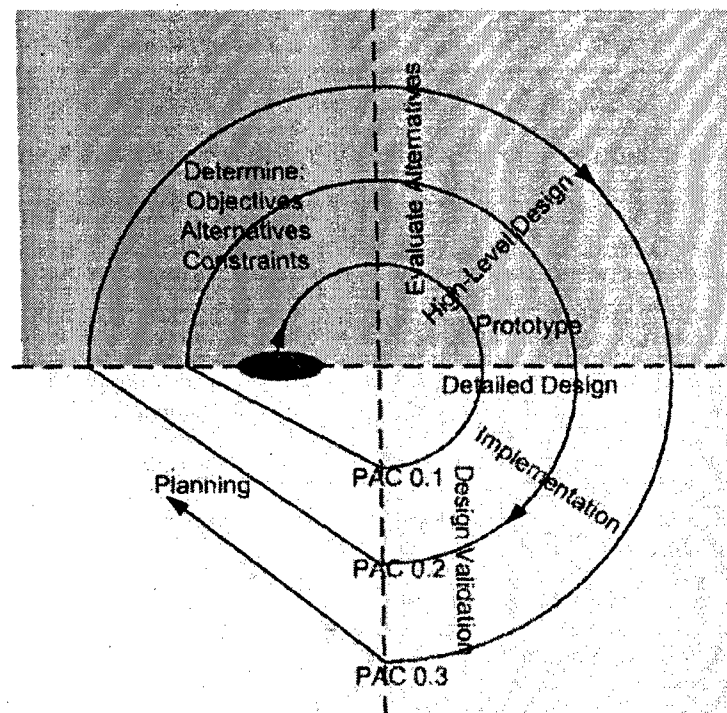 Determine:
Objectives
Alternatives
Constraints
Evaluate Alternatives
High-Level Design
Prototype
Detailed Design
Implementation
Design Validation
PAC 0.1
PAC 0.2
PAC 0.3
Planning